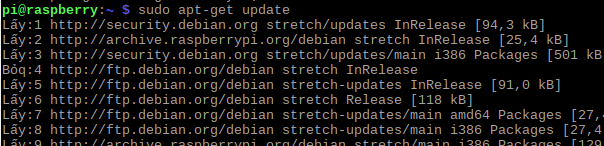 pi@raspberry:~ $ sudo apt-get update
Lấy:1 http://security.debian.org stretch/updates InRelease [94,3 kB]
Lấy:2 http://archive.raspberrypi.org/debian stretch InRelease [25,4 kB]
Lấy:3 http://security.debian.org stretch/updates/main i386 Packages [501 kB
Bóq:4 http://ftp.debian.org/debian stretch InRelease
Lấy:5 http://ftp.debian.org/debian stretch-updates InRelease [91,0 kB]
Lấy:6 http://ftp.debian.org/debian stretch Release [118 kB]
Lấy:7 http://ftp.debian.org/debian stretch-updates/main amd64 Packages [27,
Lấy:8 http://ftp.debian.org/debian stretch-updates/main i386 Packages [27,4
Lấy:9 http://archive.raspberrypi.org/debian stretch/main i386 Packages [129